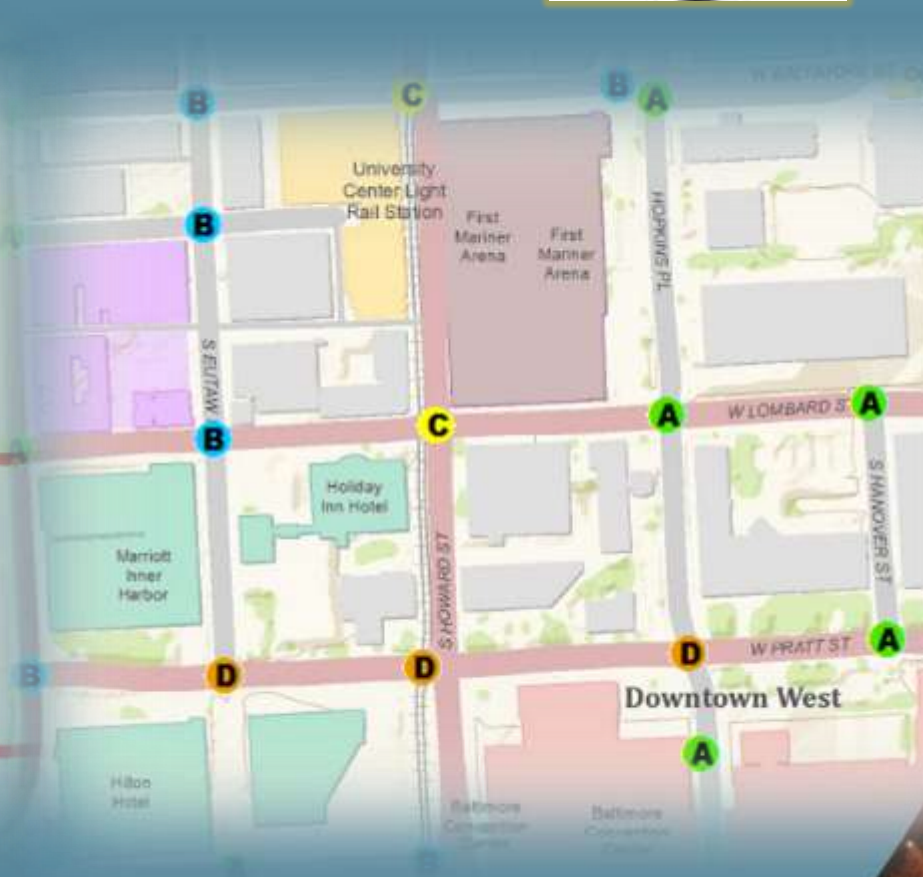 B
C
B
A
W BALTIMORE ST
University
Center Light
Rail Station
B
A
First
Mariner
Arena
First
Mariner
Arena
HOPKINS PL
S EUTAW
C
A
W LOMBARD S
A
B
A
Holiday
Inn Hotel
Marriott
Inner
Harbor
S HOWARD ST
S HANOVER ST
B
D
D
D
W PRATT ST
A
Downtown West
A
Hilton
Hotel
Baltimore
Convention
Center
Baltimore
Convention
Center